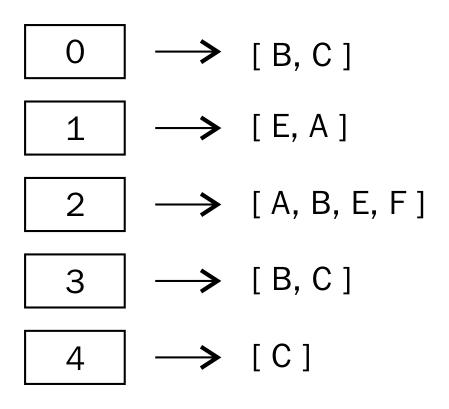 0 [ B, C ]
1 [ E, A ]
2 [ A, B, E, F ]
3 [ B, C ]
4 [ C ]